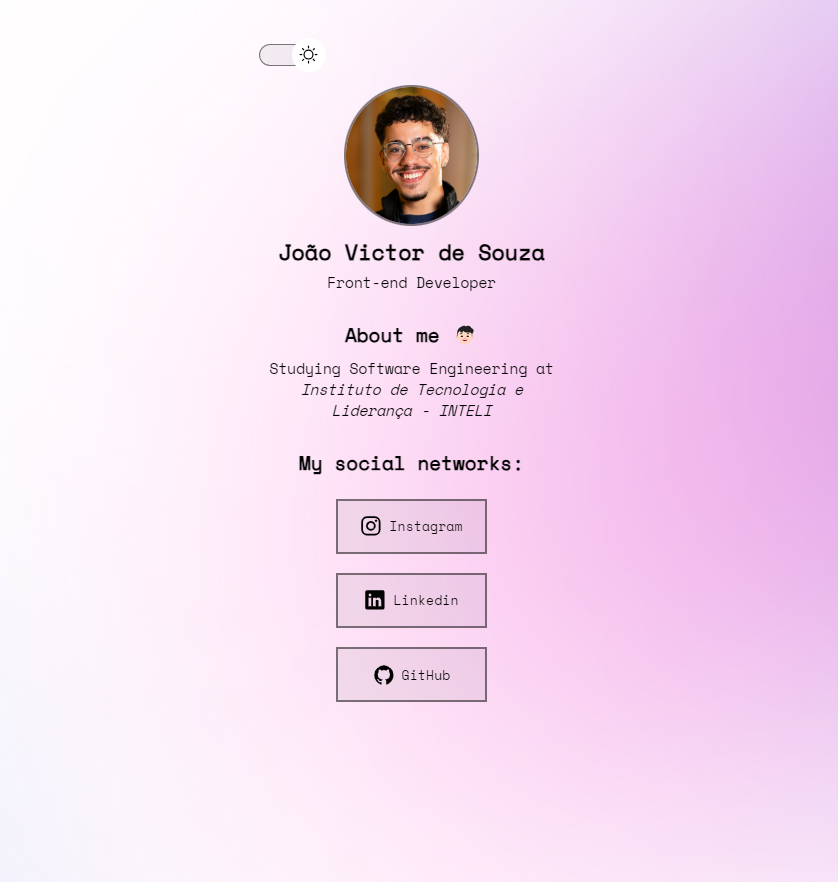 João Victor de Souza
Front-end Developer
About me
Studying Software Engineering at
Instituto de Tecnologia e
Liderança - INTELI
My social networks:
Instagram
Linkedin
GitHub